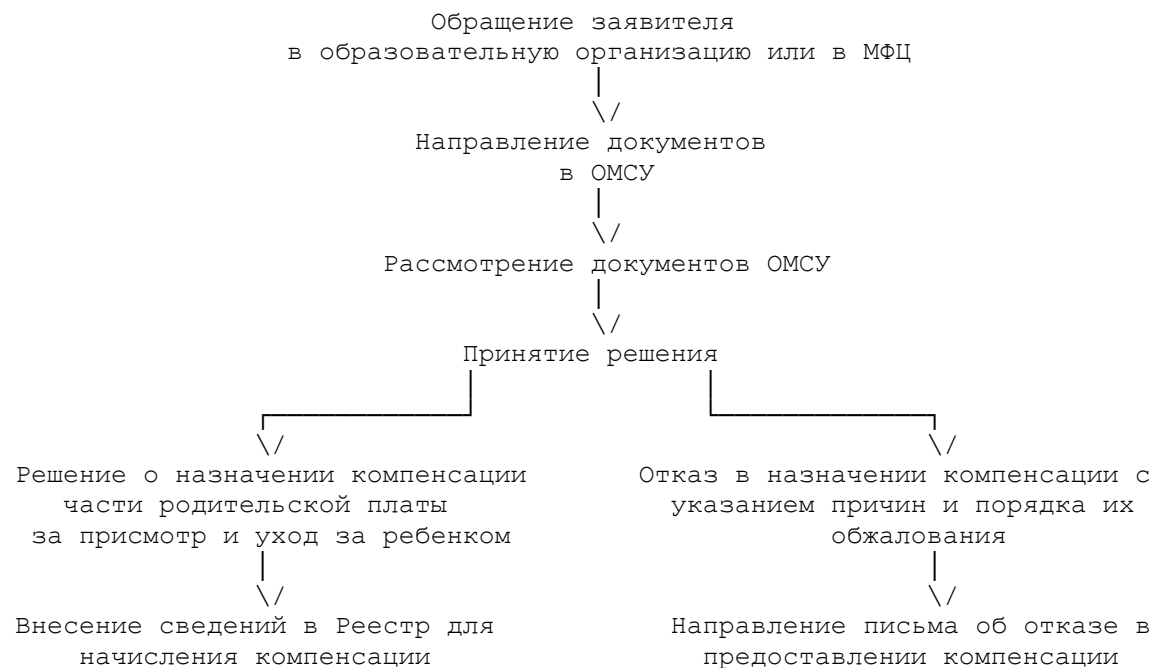 Обращение заявителя
в образовательную организацию или в МФЦ
Направление документов
в ОМСУ
Рассмотрение документов ОМСУ
Принятие решения
Решение о назначении компенсации
части родительской платы
за присмотр и уход за ребенком
Отказ в назначении компенсации с
указанием причин и порядка их
обжалования
Внесение сведений в Реестр для
начисления компенсации
Направление письма об отказе в
предоставлении компенсации